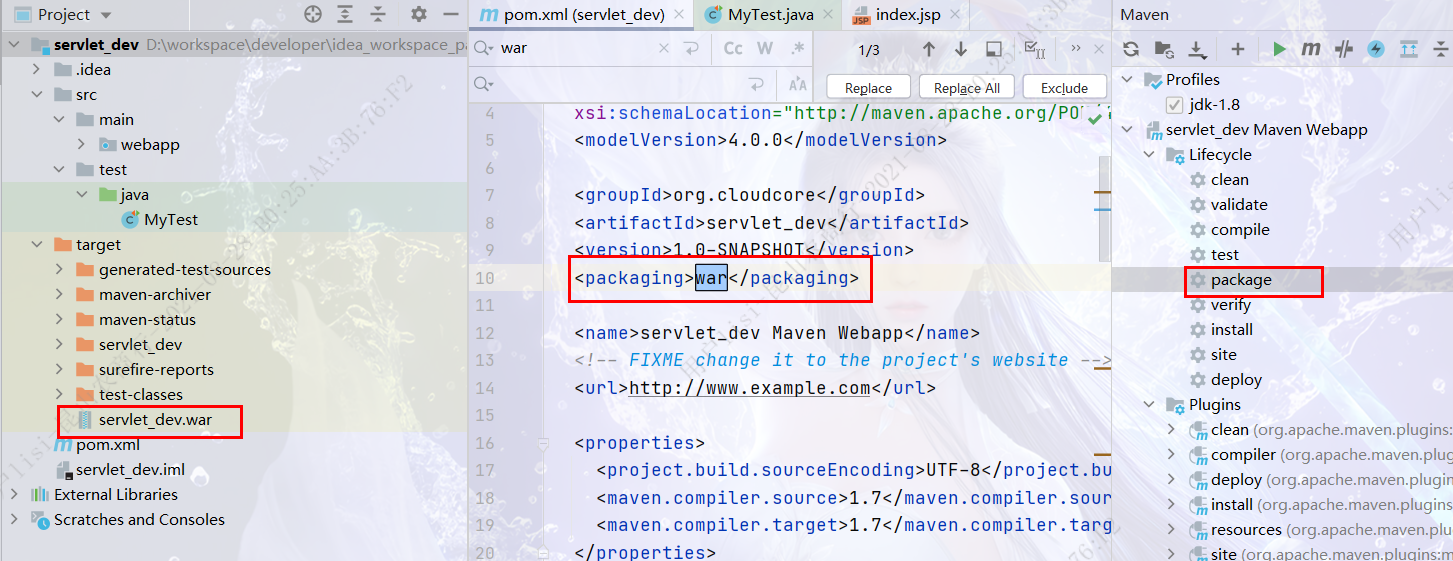 Project
servlet_dev D:\workspace\developer\idea_workspace_pa
.idea
src
main
webapp
test
java
MyTest
target
generated-test-sources
maven-archiver
maven-status
servlet_dev
surefire-reports
test-classes
servlet_dev.war
pom.xml
servlet_dev.iml
External Libraries
Scratches and Consoles
pom.xml (servlet_dev)
MyTest.java
index.jsp
war
Cc W .*
1/3
Replace
Replace All
Exclude
4 xsi:schemaLocation="http://maven.apache.org/POM/
5 <modelVersion>4.0.0</modelVersion>
6
7 <groupId>org.cloudcore</groupId>
8 <artifactId>servlet_dev</artifactId>
9 <version>1.0-SNAPSHOT</version>
10 <packaging>war</packaging>
11
12 <name>servlet_dev Maven Webapp</name>
13 <!-- FIXME change it to the project's website -->
14 <url>http://www.example.com</url>
15
16 <properties>
17 <project.build.sourceEncoding>UTF-8</project.bu
18 <maven.compiler.source>1.7</maven.compiler.sour
19 <maven.compiler.target>1.7</maven.compiler.targ
20 </properties>
Maven
Profiles
jdk-1.8
servlet_dev Maven Webapp
Lifecycle
clean
validate
compile
test
package
verify
install
site
deploy
Plugins
clean (org.apache.maven.plugins:
compiler (org.apache.maven.plug
deploy (org.apache.maven.plugin
install (org.apache.maven.plugins
resources (org.apache.maven.plu
site (org.apache.maven.plugins:m